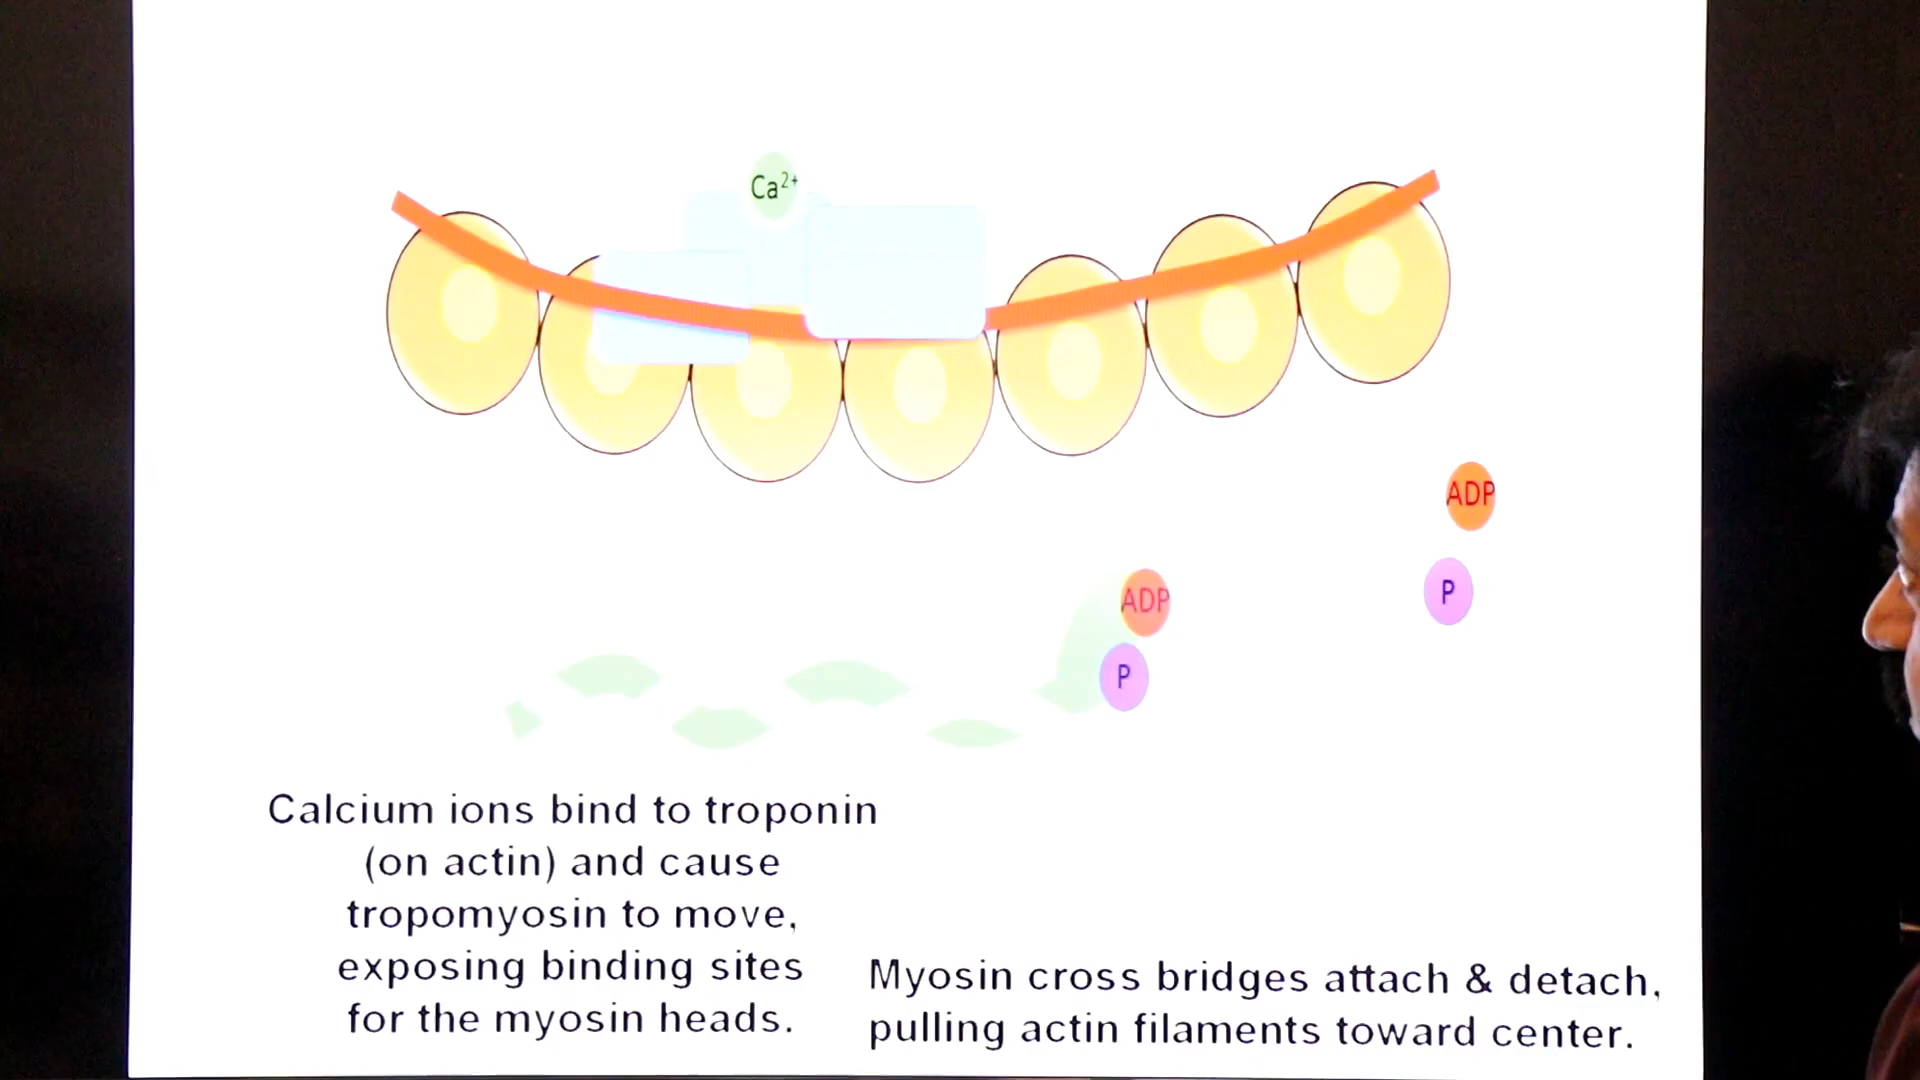 Ca²⁺
ADP
P
ADP
P
Calcium ions bind to troponin
(on actin) and cause
tropomyosin to move,
exposing binding sites
for the myosin heads.
Myosin cross bridges attach & detach,
pulling actin filaments toward center.